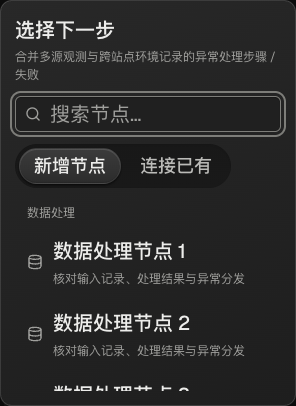 选择下一步
合并多源观测与跨站点环境记录的异常处理步骤 /
失败
搜索节点...
新增节点
连接已有
数据处理
数据处理节点 1
核对输入记录、处理结果与异常分发
数据处理节点 2
核对输入记录、处理结果与异常分发